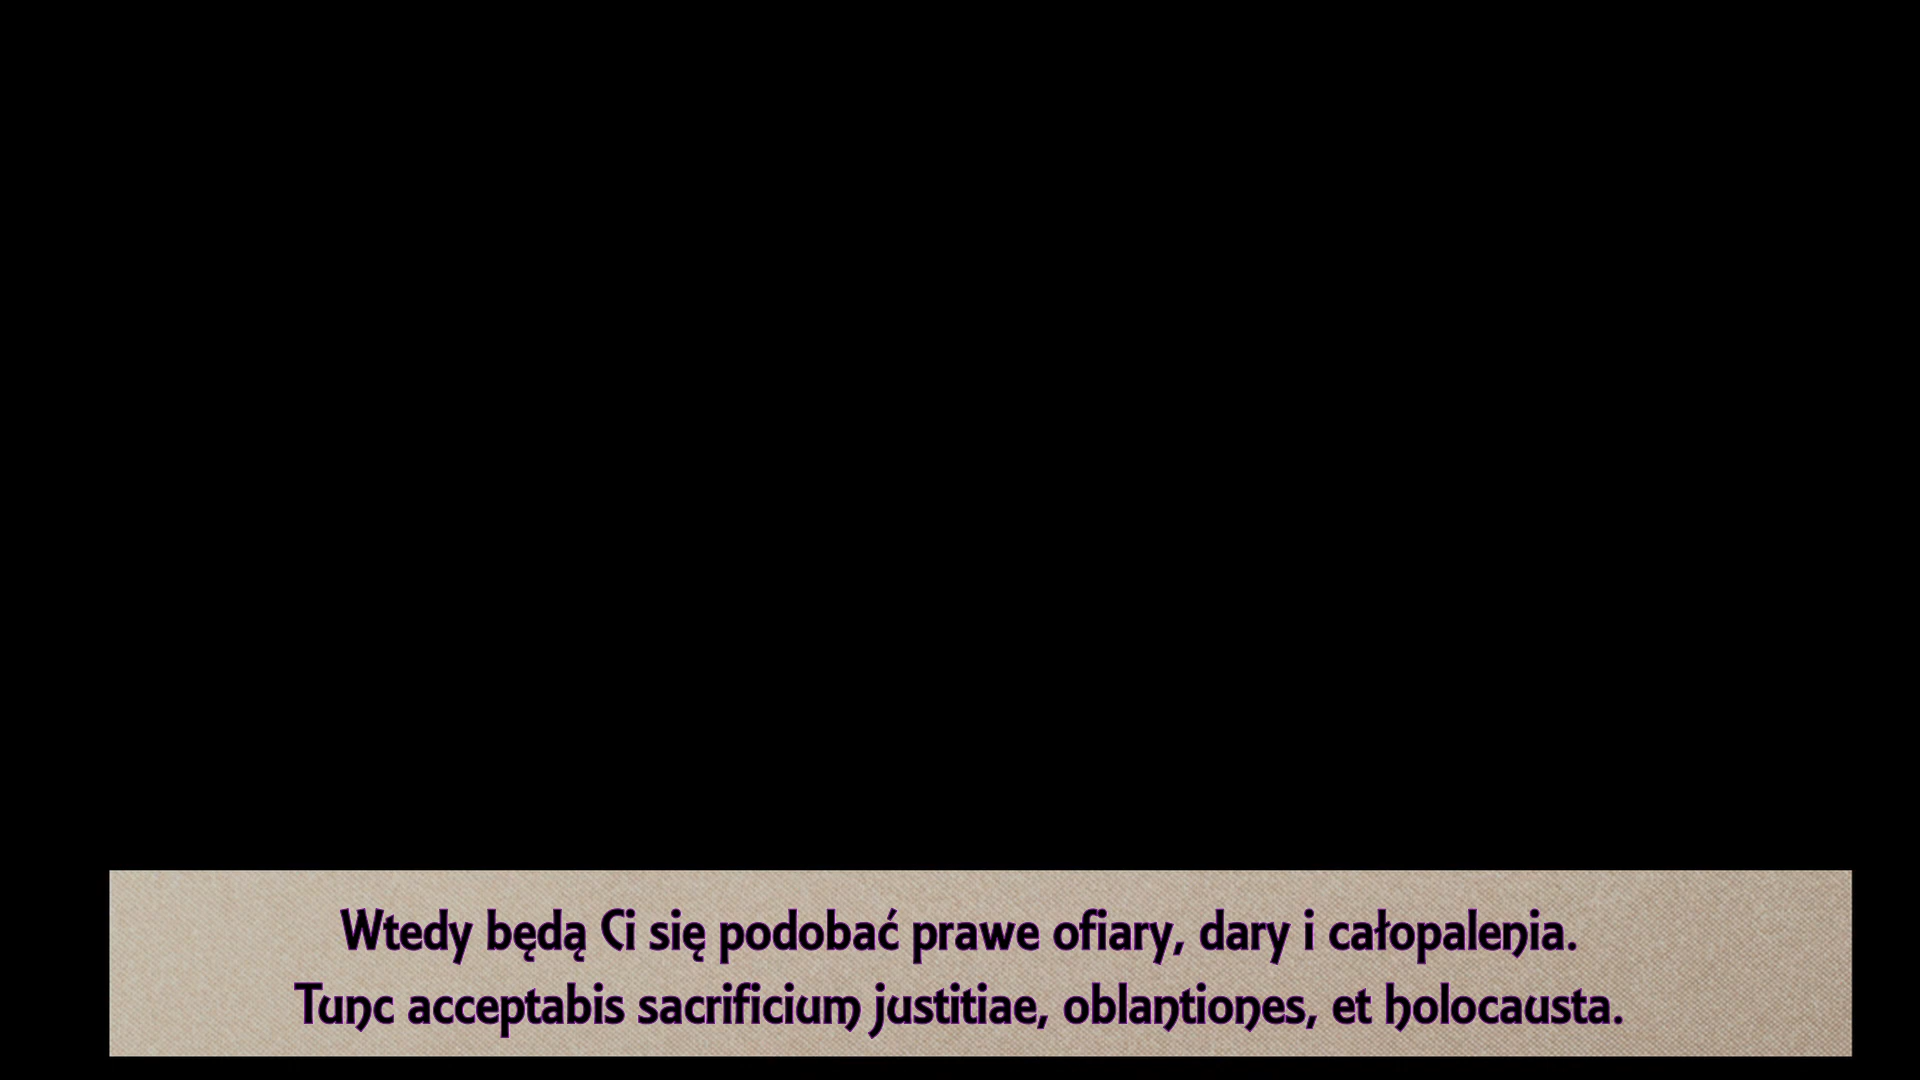 Wtedy będą Ci się podobać prawe ofiary, dary i całopalenia.
Tunc acceptabis sacrificium justitiae, oblantiones, et holocausta.